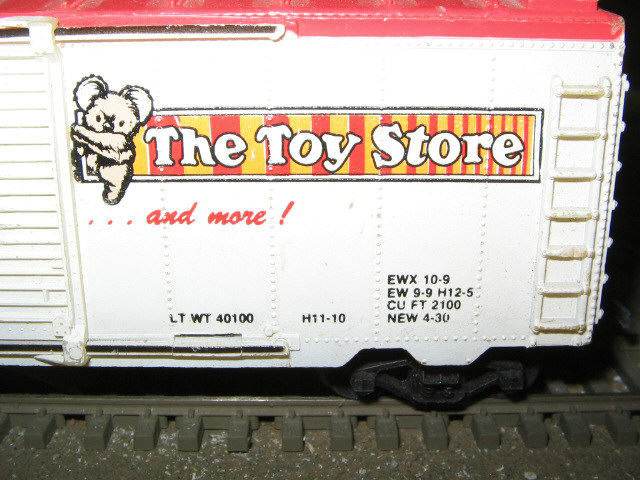 The Toy Store
. . . and more !
EWX 10-9
EW 9-9 H12-5
CU FT 2100
LT WT 40100 H11-10 NEW 4-30